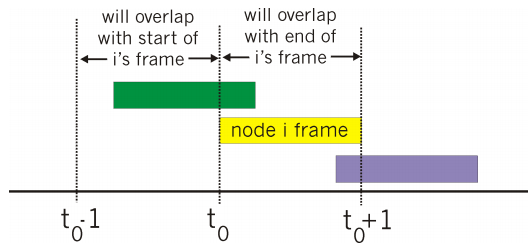 will overlap
with start of
i's frame
will overlap
with end of
i's frame
node i frame
t0-1
t0
t0+1